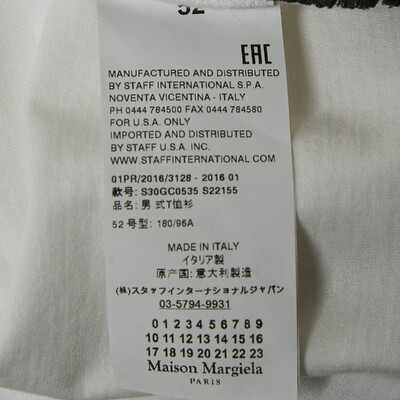 52
EAC
MANUFACTURED AND DISTRIBUTED
BY STAFF INTERNATIONAL S.P.A.
NOVENTA VICENTINA - ITALY
PH 0444 784500 FAX 0444 784580
FOR U.S.A. ONLY
IMPORTED AND DISTRIBUTED
BY STAFF U.S.A. INC.
WWW.STAFFINTERNATIONAL.COM
01PR/2016/3128 - 2016 01
款号: S30GC0535 S22155
品名: 男 式T恤衫
52 号型: 180/96A
MADE IN ITALY
イタリア製
原产国: 意大利製造
(株)スタッフインターナショナルジャパン
03-5794-9931
0 1 2 3 4 5 6 7 8 9
10 11 12 13 14 15 16
17 18 19 20 21 22 23
Maison Margiela
PARIS